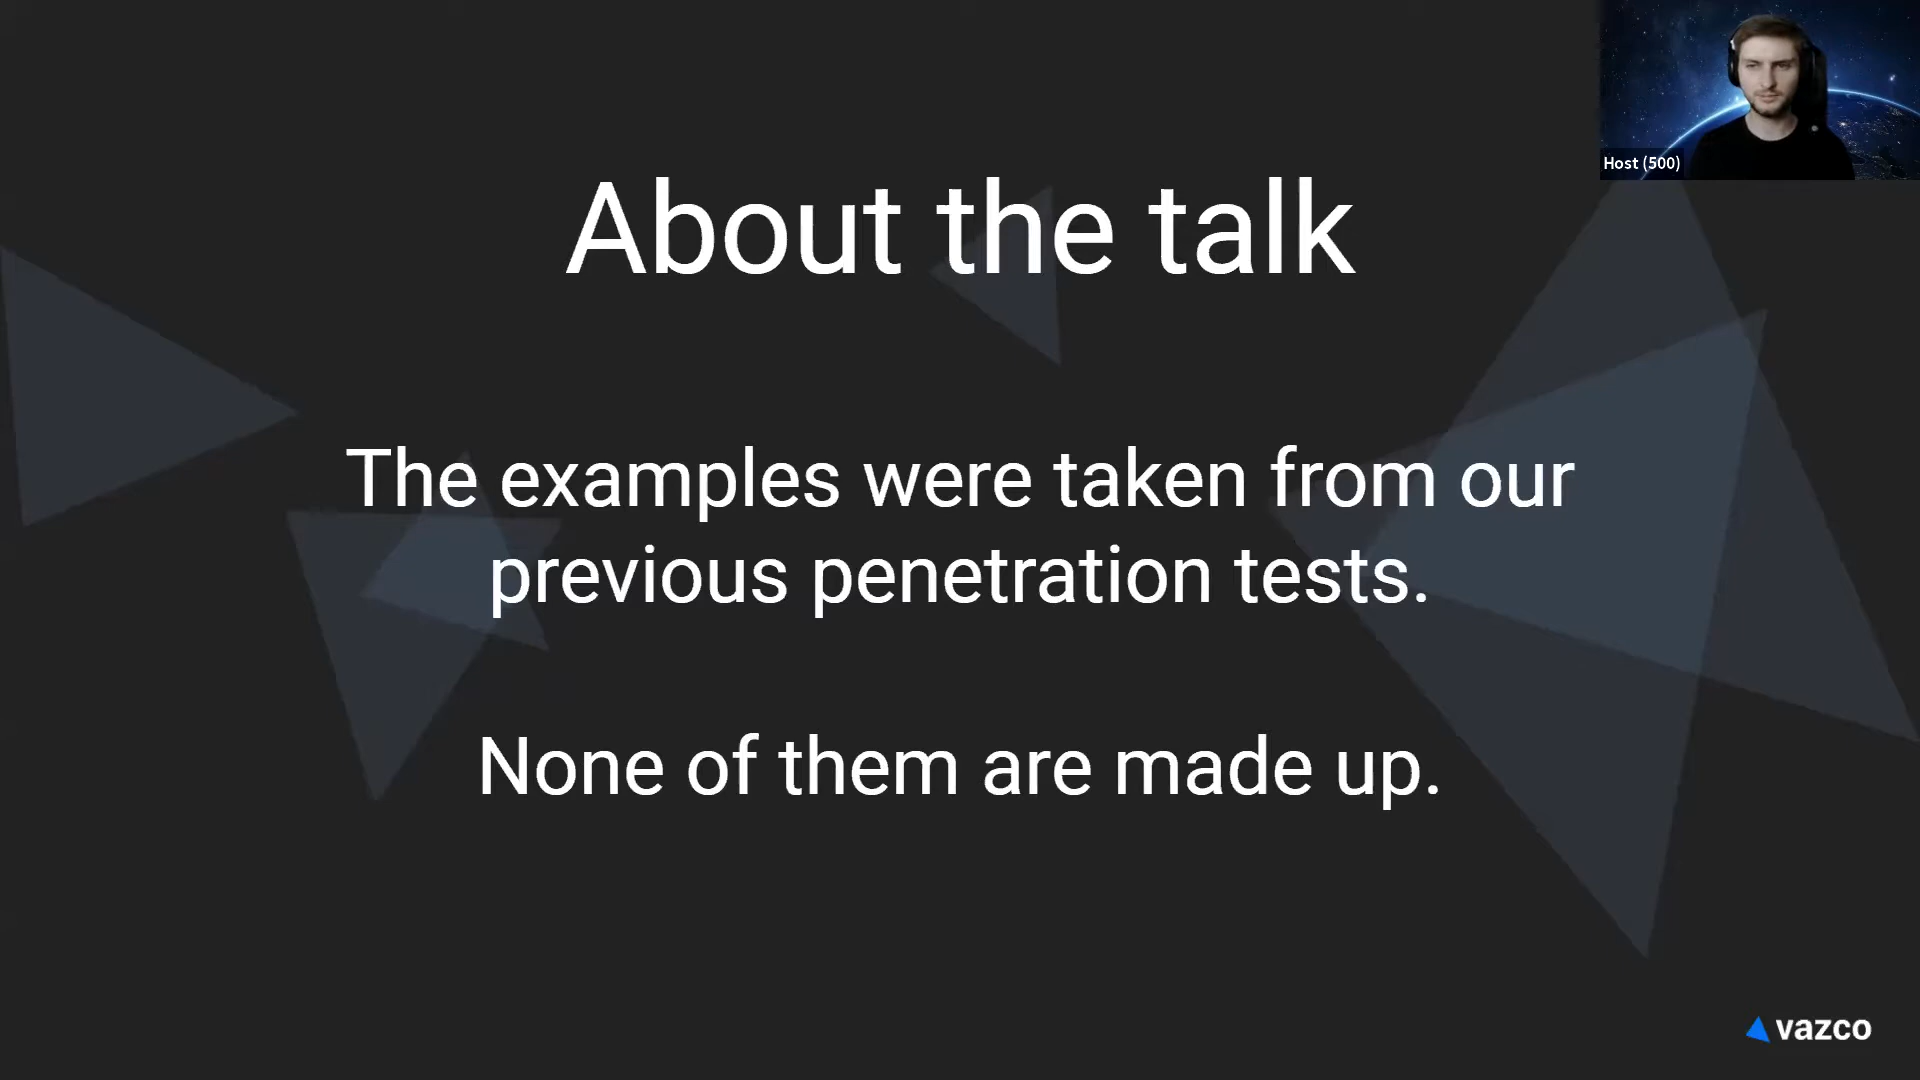 Host (500)
About the talk
The examples were taken from our
previous penetration tests.
None of them are made up.
vazco